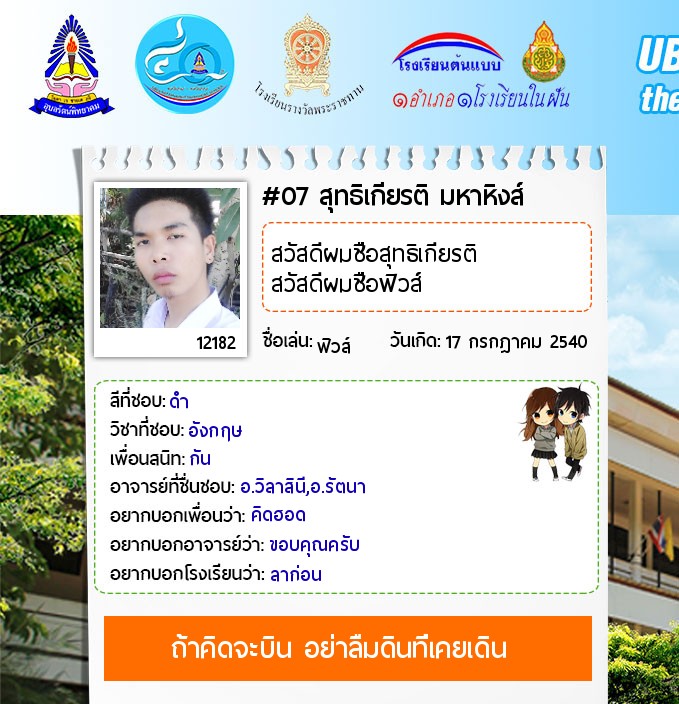 อุบลรัตน์พิทยาคม
โรงเรียนรางวัลพระราชทาน
โรงเรียนต้นแบบ
๑อำเภอ๑โรงเรียนในฝัน
UB
the
#07 สุทธิเกียรติ มหาหิงส์
สวัสดีผมชื่อสุทธิเกียรติ
สวัสดีผมชื่อฟิวส์
12182
ชื่อเล่น: ฟิวส์ วันเกิด: 17 กรกฎาคม 2540
สีที่ชอบ: ดำ
วิชาที่ชอบ: อังกฤษ
เพื่อนสนิท: กัน
อาจารย์ที่ชื่นชอบ: อ.วิลาสินี,อ.รัตนา
อยากบอกเพื่อนว่า: คิดฮอด
อยากบอกอาจารย์ว่า: ขอบคุณครับ
อยากบอกโรงเรียนว่า: ลาก่อน
ถ้าคิดจะบิน อย่าลืมดินที่เคยเดิน